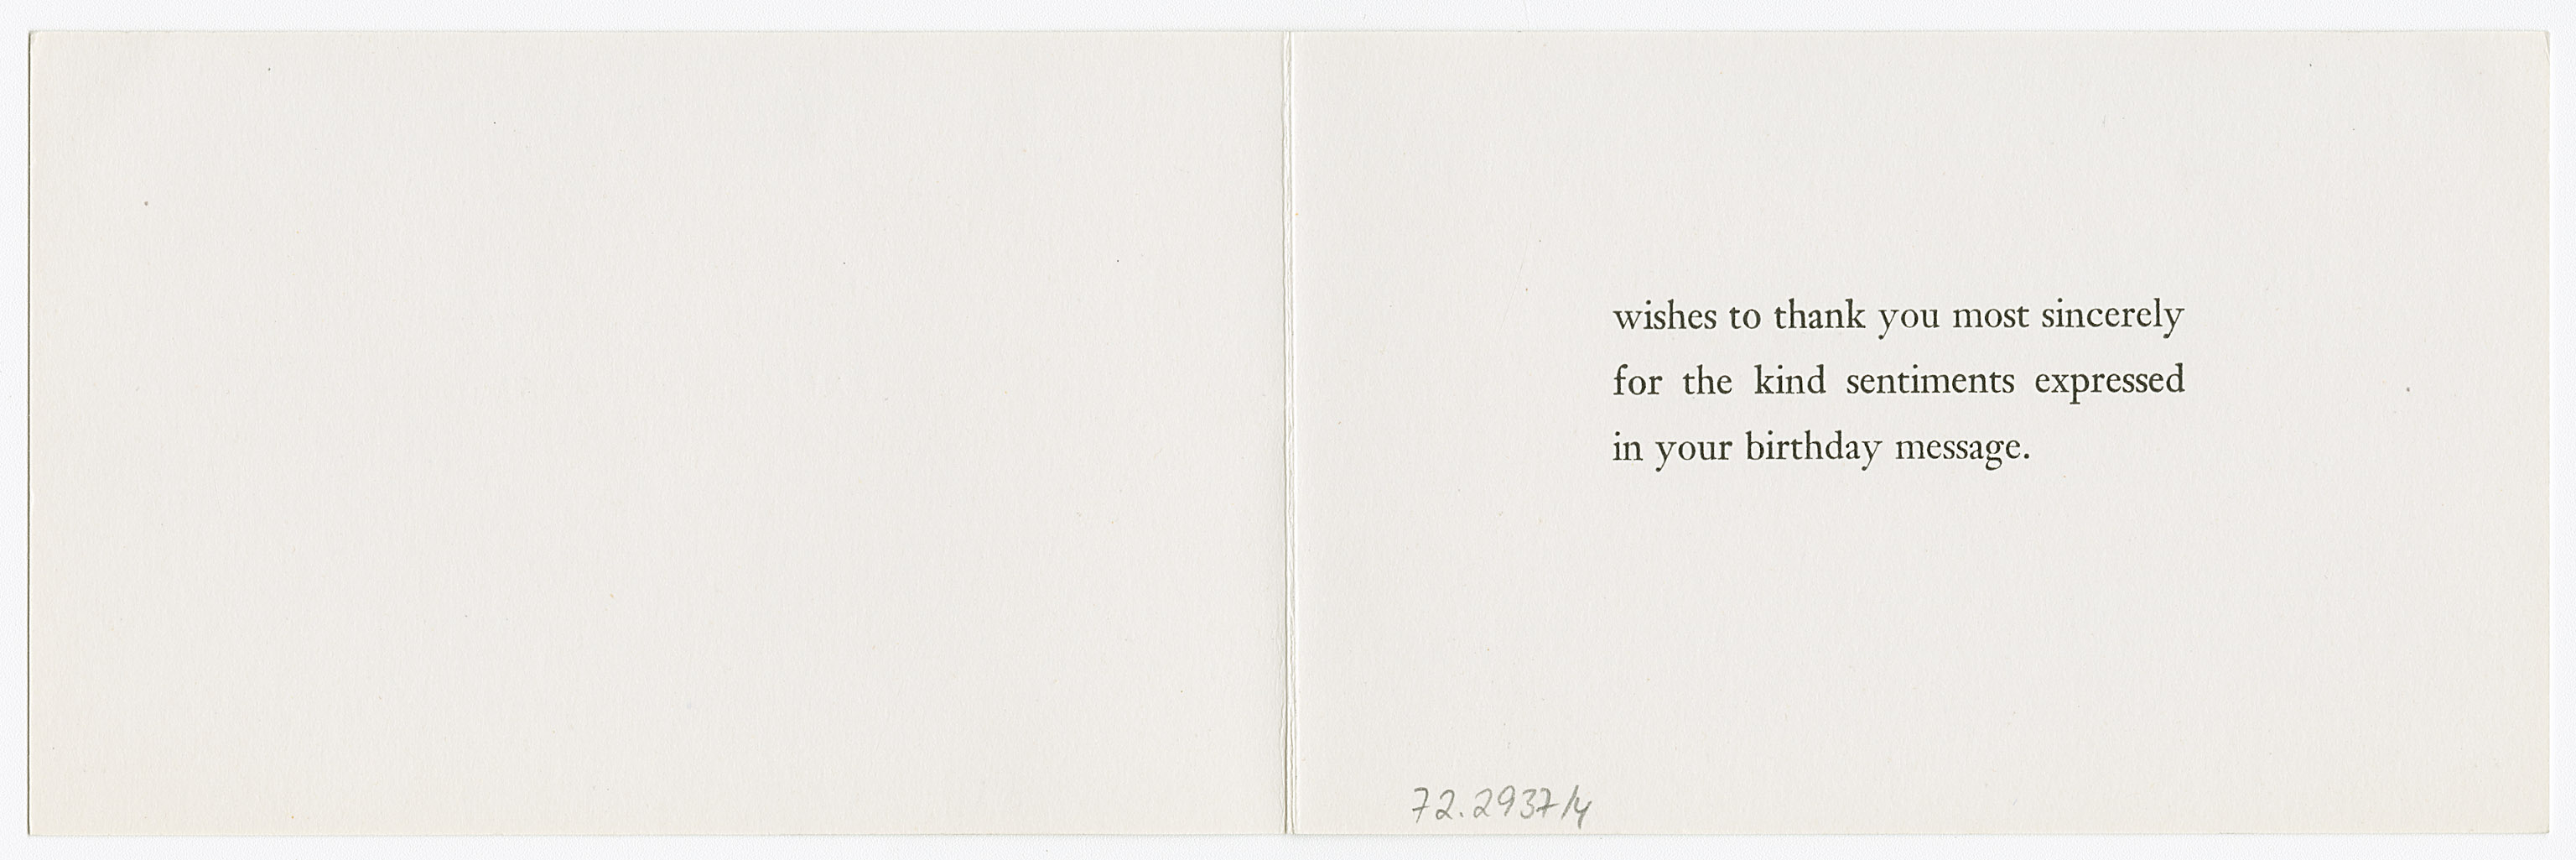 wishes to thank you most sincerely
for the kind sentiments expressed
in your birthday message.
72.2937/4